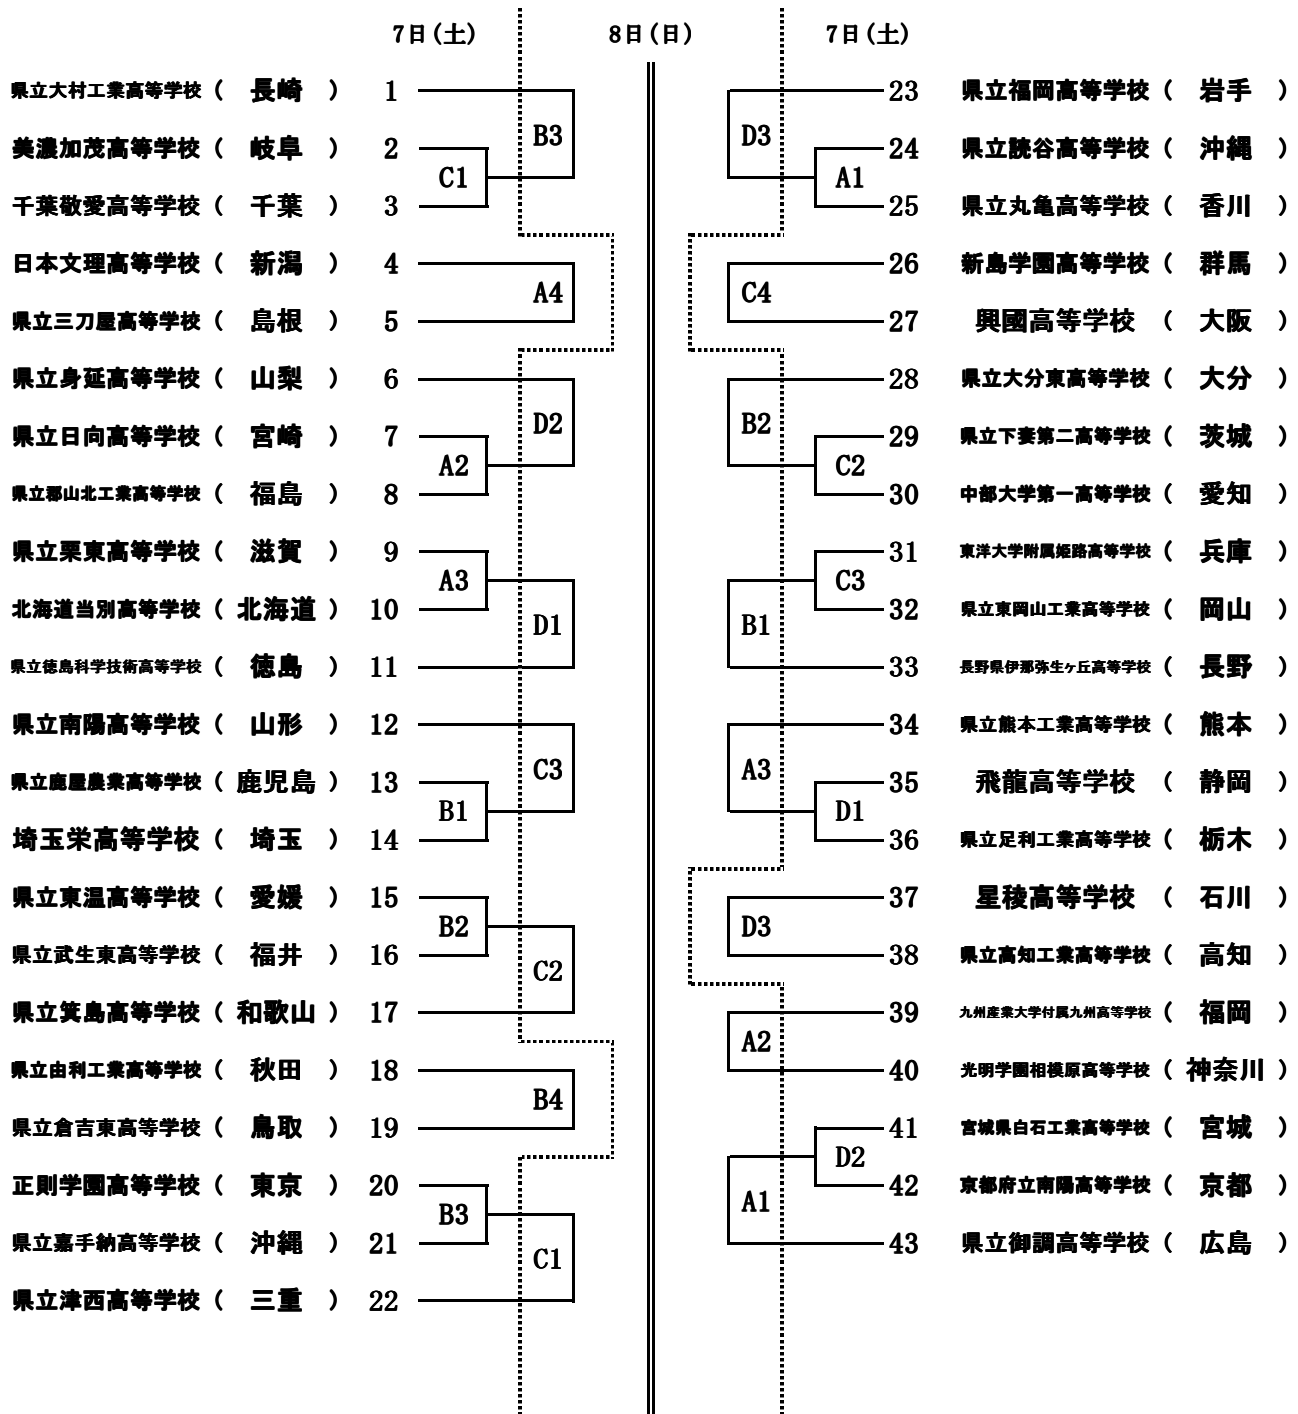 7日(土) 8日(日) 7日(土)
県立大村工業高等学校 ( 長崎 ) 1
美濃加茂高等学校 ( 岐阜 ) 2
千葉敬愛高等学校 ( 千葉 ) 3
日本文理高等学校 ( 新潟 ) 4
県立三刀屋高等学校 ( 島根 ) 5
県立身延高等学校 ( 山梨 ) 6
県立日向高等学校 ( 宮崎 ) 7
県立郡山北工業高等学校 ( 福島 ) 8
県立栗東高等学校 ( 滋賀 ) 9
北海道当別高等学校 ( 北海道 ) 10
県立徳島科学技術高等学校 ( 徳島 ) 11
県立南陽高等学校 ( 山形 ) 12
県立鹿屋農業高等学校 ( 鹿児島 ) 13
埼玉栄高等学校 ( 埼玉 ) 14
県立東温高等学校 ( 愛媛 ) 15
県立武生東高等学校 ( 福井 ) 16
県立箕島高等学校 ( 和歌山 ) 17
県立由利工業高等学校 ( 秋田 ) 18
県立倉吉東高等学校 ( 鳥取 ) 19
正則学園高等学校 ( 東京 ) 20
県立嘉手納高等学校 ( 沖縄 ) 21
県立津西高等学校 ( 三重 ) 22
B3
C1
A4
D2
A2
A3
D1
C3
B1
B2
C2
B4
B3
C1
D3
A1
C4
B2
C2
C3
B1
A3
D1
D3
A2
D2
A1
23 県立福岡高等学校 ( 岩手 )
24 県立読谷高等学校 ( 沖縄 )
25 県立丸亀高等学校 ( 香川 )
26 新島学園高等学校 ( 群馬 )
27 興國高等学校 ( 大阪 )
28 県立大分東高等学校 ( 大分 )
29 県立下妻第二高等学校 ( 茨城 )
30 中部大学第一高等学校 ( 愛知 )
31 東洋大学附属姫路高等学校 ( 兵庫 )
32 県立東岡山工業高等学校 ( 岡山 )
33 長野県伊那弥生ヶ丘高等学校 ( 長野 )
34 県立熊本工業高等学校 ( 熊本 )
35 飛龍高等学校 ( 静岡 )
36 県立足利工業高等学校 ( 栃木 )
37 星稜高等学校 ( 石川 )
38 県立高知工業高等学校 ( 高知 )
39 九州産業大学付属九州高等学校 ( 福岡 )
40 光明学園相模原高等学校 ( 神奈川 )
41 宮城県白石工業高等学校 ( 宮城 )
42 京都府立南陽高等学校 ( 京都 )
43 県立御調高等学校 ( 広島 )